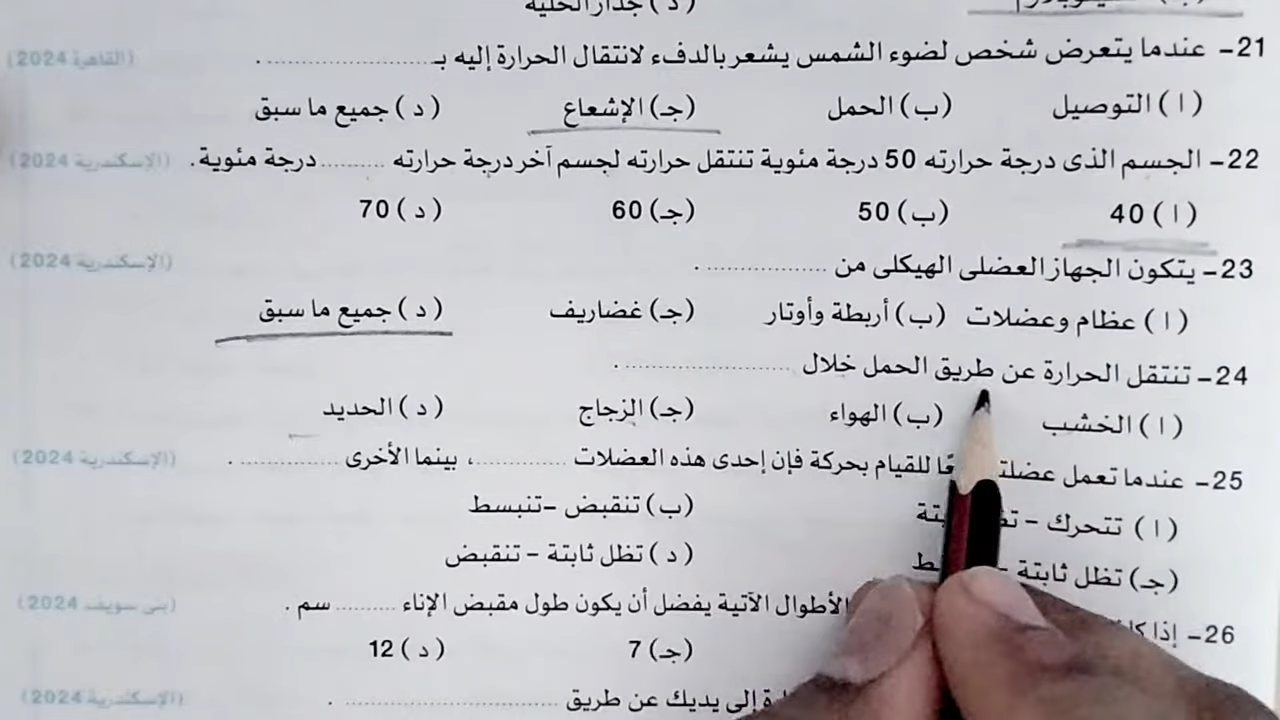 د) جدار الخلية
21- عندما يتعرض شخص لضوء الشمس يشعر بالدفء لانتقال الحرارة إليه بـ .................... . (القاهرة 2024)
(ا) التوصيل (ب) الحمل (جـ) الإشعاع (د) جميع ما سبق
22- الجسم الذى درجة حرارته 50 درجة مئوية تنتقل حرارته لجسم آخر درجة حرارته .......... درجة مئوية. (الإسكندرية 2024)
(ا) 40 (ب) 50 (جـ) 60 (د) 70
23- يتكون الجهاز العضلى الهيكلى من .................. . (الإسكندرية 2024)
(ا) عظام وعضلات (ب) أربطة وأوتار (جـ) غضاريف (د) جميع ما سبق
24- تنتقل الحرارة عن طريق الحمل خلال ......................... .
(ا) الخشب (ب) الهواء (جـ) الزجاج (د) الحديد
25- عندما تعمل للقيام بحركة فإن إحدى هذه العضلات ..............، بينما الأخرى ............... . (الإسكندرية 2024)
(ا) تتحرك -
(ب) تنقبض - تنبسط
(جـ) تظل ثابتة -
(د) تظل ثابتة - تنقبض
26- إذا الأطوال الآتية يفضل أن يكون طول مقبض الإناء .......... سم . (بنى سويف 2024)
(جـ) 7 (د) 12
إلى يديك عن طريق ............................ . (الإسكندرية 2024)